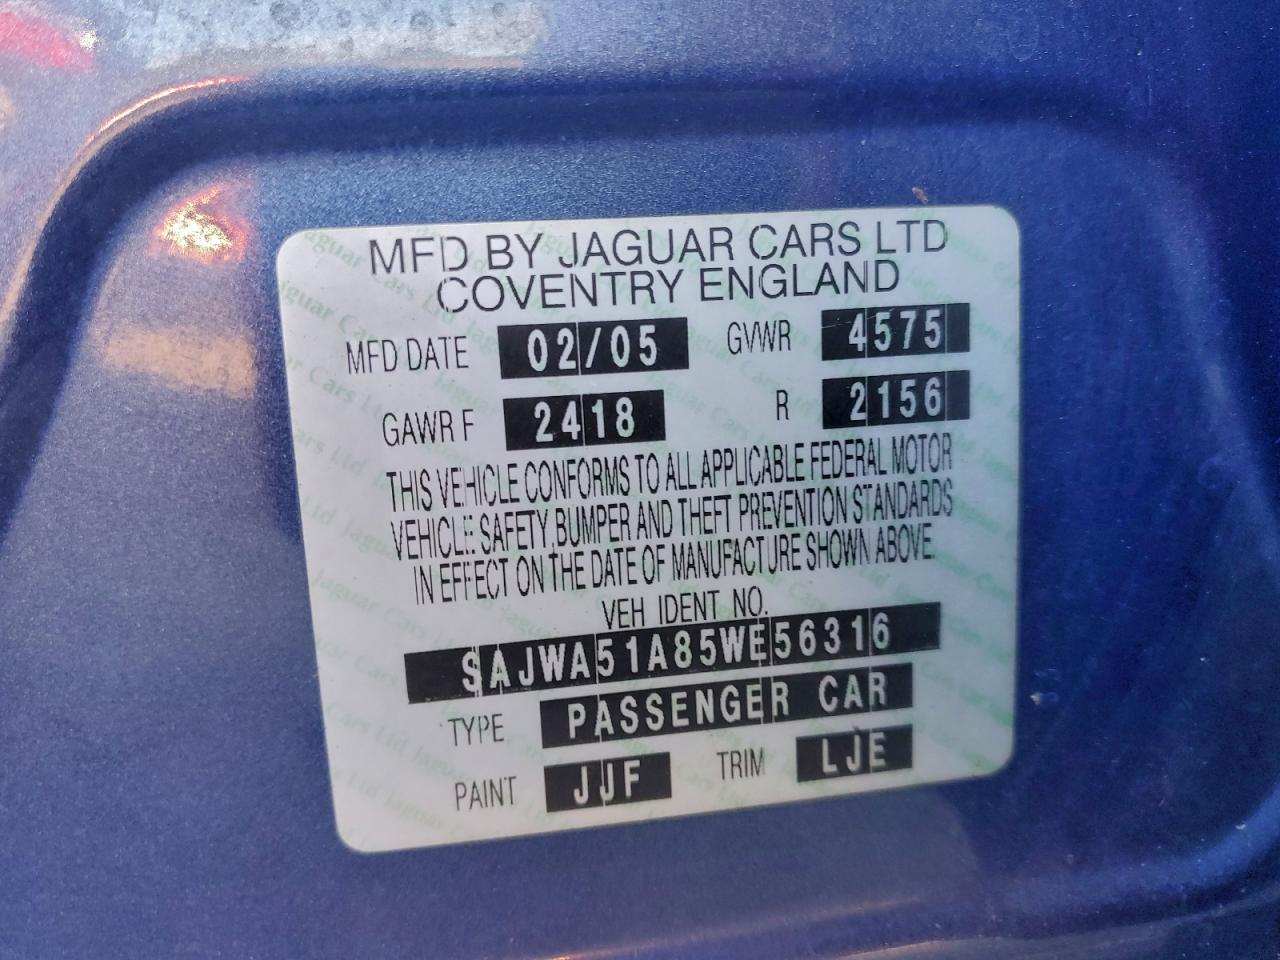 MFD BY JAGUAR CARS LTD
COVENTRY ENGLAND
MFD DATE 02/05 GVWR 4575
GAWR F 2418 R 2156
THIS VEHICLE CONFORMS TO ALL APPLICABLE FEDERAL MOTOR
VEHICLE SAFETY, BUMPER AND THEFT PREVENTION STANDARDS
IN EFFECT ON THE DATE OF MANUFACTURE SHOWN ABOVE.
VEH IDENT NO.
SAJWA51A85WE56316
TYPE PASSENGER CAR
PAINT JJF TRIM LJE